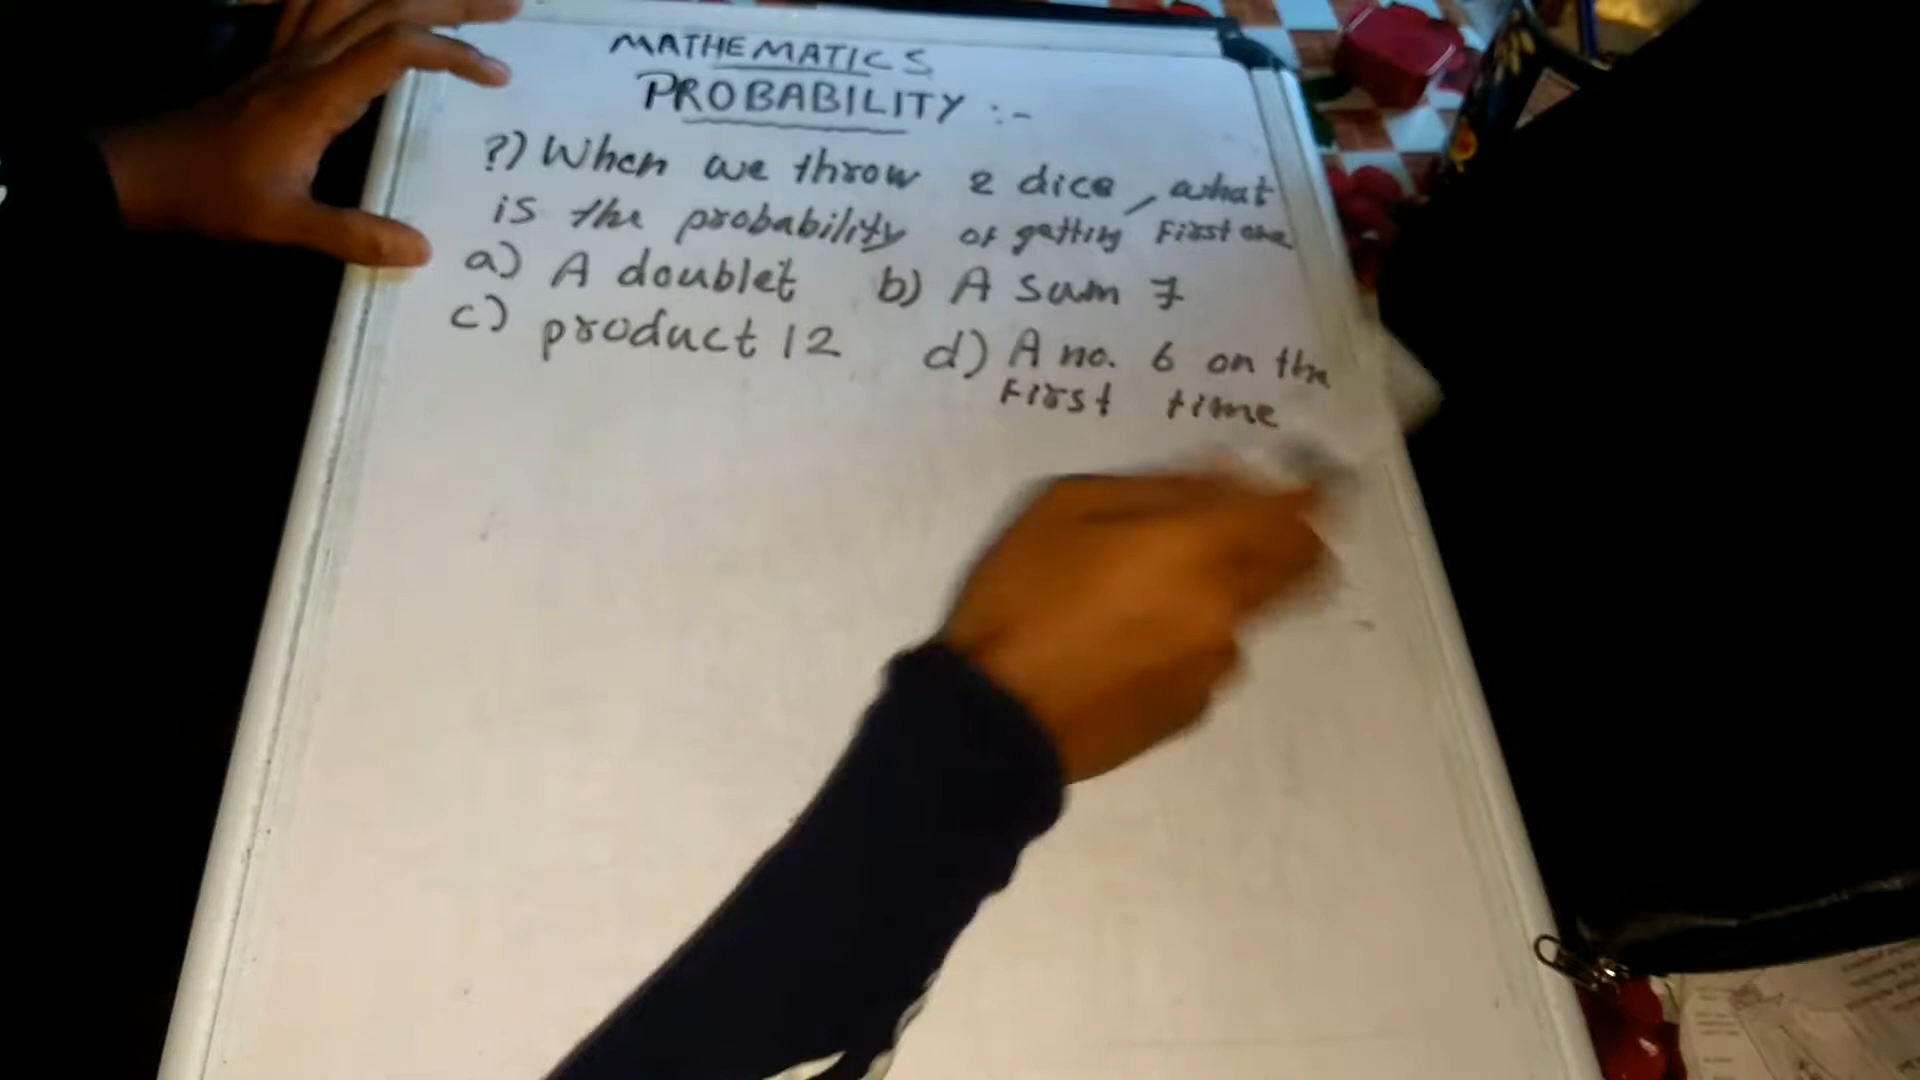 MATHEMATICS
PROBABILITY :-
?) When we throw 2 dice, what
is the probability of getting First one
a) A doublet b) A sum 7
c) product 12 d) A no. 6 on the
First time